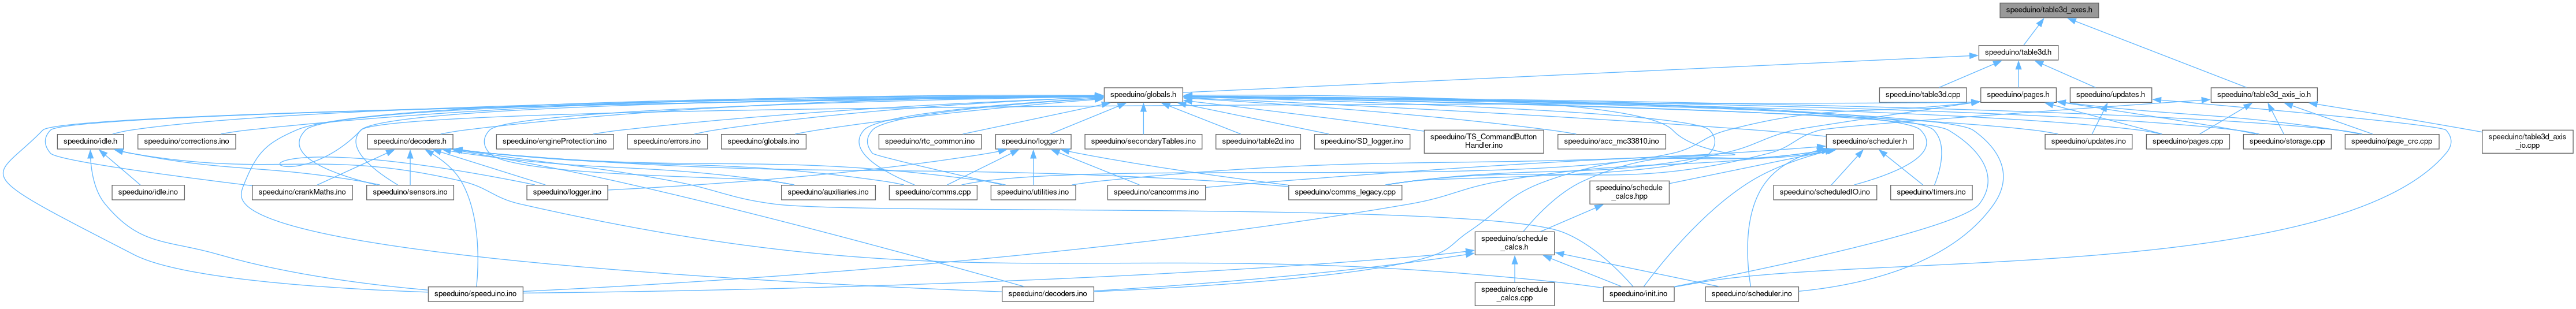 speeduino/table3d_axes.h
speeduino/table3d.h
speeduino/globals.h
speeduino/table3d.cpp
speeduino/pages.h
speeduino/updates.h
speeduino/table3d_axis_io.h
speeduino/idle.h
speeduino/corrections.ino
speeduino/decoders.h
speeduino/engineProtection.ino
speeduino/errors.ino
speeduino/globals.ino
speeduino/rtc_common.ino
speeduino/logger.h
speeduino/secondaryTables.ino
speeduino/table2d.ino
speeduino/SD_logger.ino
speeduino/TS_CommandButton
Handler.ino
speeduino/acc_mc33810.ino
speeduino/scheduler.h
speeduino/updates.ino
speeduino/pages.cpp
speeduino/storage.cpp
speeduino/page_crc.cpp
speeduino/table3d_axis
_io.cpp
speeduino/idle.ino
speeduino/crankMaths.ino
speeduino/sensors.ino
speeduino/logger.ino
speeduino/auxiliaries.ino
speeduino/comms.cpp
speeduino/utilities.ino
speeduino/cancomms.ino
speeduino/comms_legacy.cpp
speeduino/schedule
_calcs.hpp
speeduino/scheduledIO.ino
speeduino/timers.ino
speeduino/schedule
_calcs.h
speeduino/speeduino.ino
speeduino/decoders.ino
speeduino/schedule
_calcs.cpp
speeduino/init.ino
speeduino/scheduler.ino